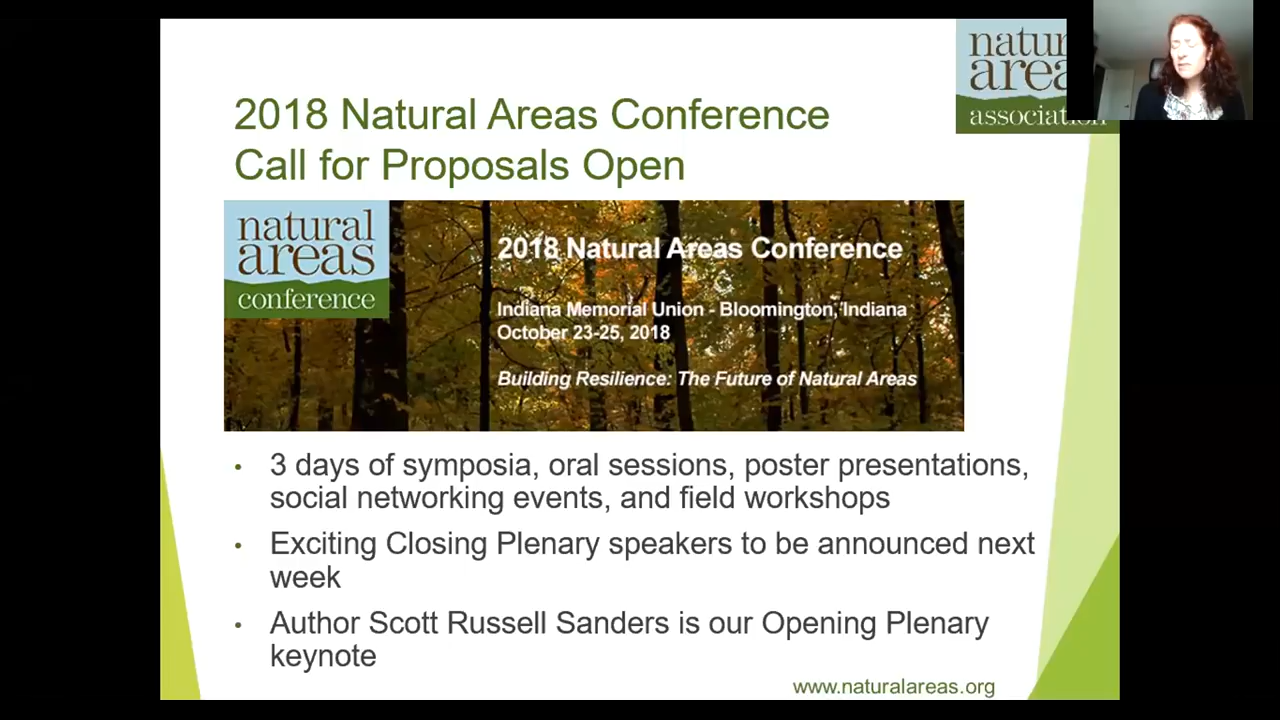 natur
area
association
2018 Natural Areas Conference
Call for Proposals Open
natural
areas
conference
2018 Natural Areas Conference
Indiana Memorial Union - Bloomington, Indiana
October 23-25, 2018
Building Resilience: The Future of Natural Areas
• 3 days of symposia, oral sessions, poster presentations,
social networking events, and field workshops
• Exciting Closing Plenary speakers to be announced next
week
• Author Scott Russell Sanders is our Opening Plenary
keynote
www.naturalareas.org